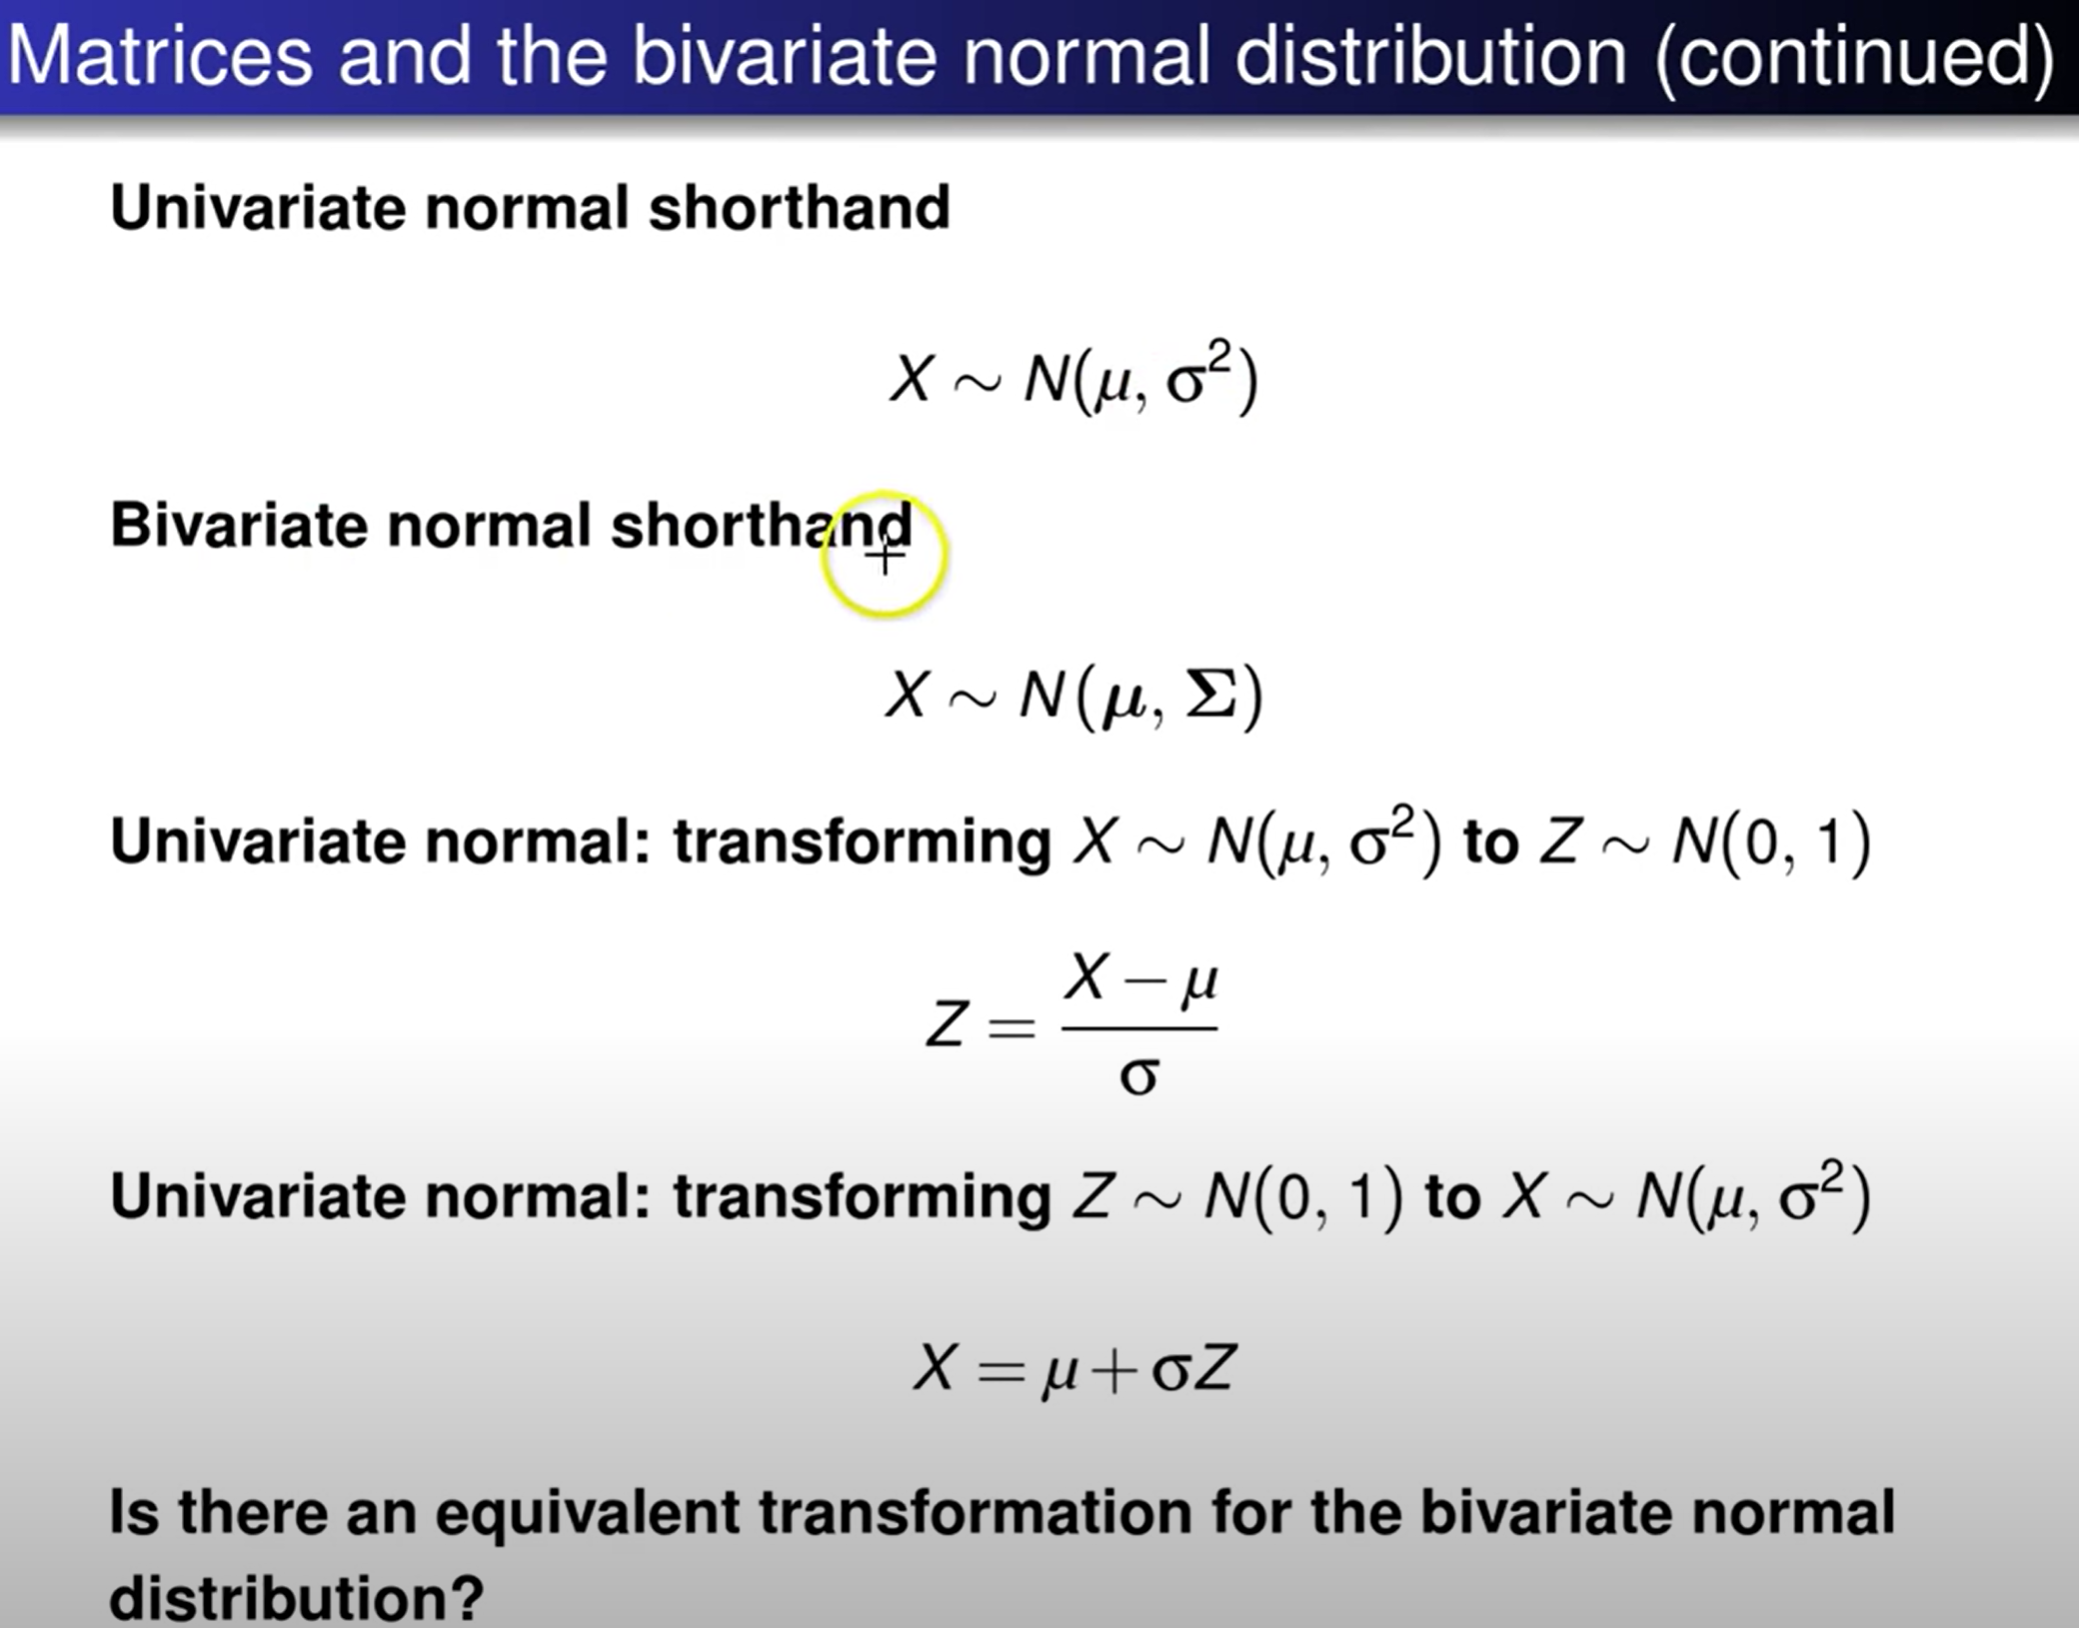 Matrices and the bivariate normal distribution (continued)
Univariate normal shorthand
X ∼ N(μ, σ²)
Bivariate normal shorthand
X ∼ N(𝛍, 𝚺)
Univariate normal: transforming X ∼ N(μ, σ²) to Z ∼ N(0, 1)
Z = (X − μ) / σ
Univariate normal: transforming Z ∼ N(0, 1) to X ∼ N(μ, σ²)
X = μ + σZ
Is there an equivalent transformation for the bivariate normal
distribution?